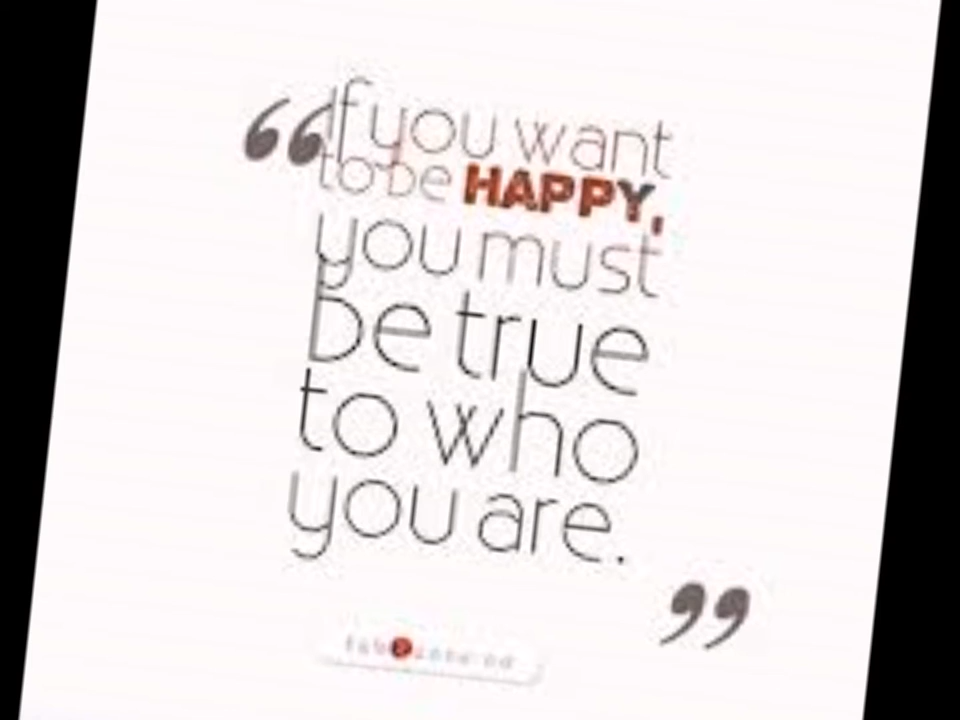 “If you want
to be HAPPY,
you must
be true
to who
you are.”